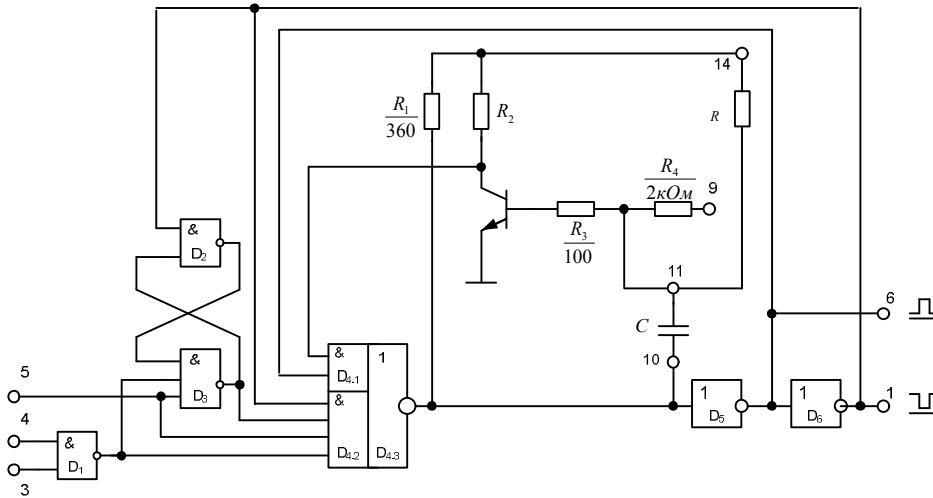 14
R₁
360
R₂
R
R₄
2кОм
9
R₃
100
&
D₂
11
6
C
10
&
D₃
5
4
3
&
D₁
&
D₄.₁
1
&
D₄.₂
D₄.₃
1
D₅
1
D₆
1